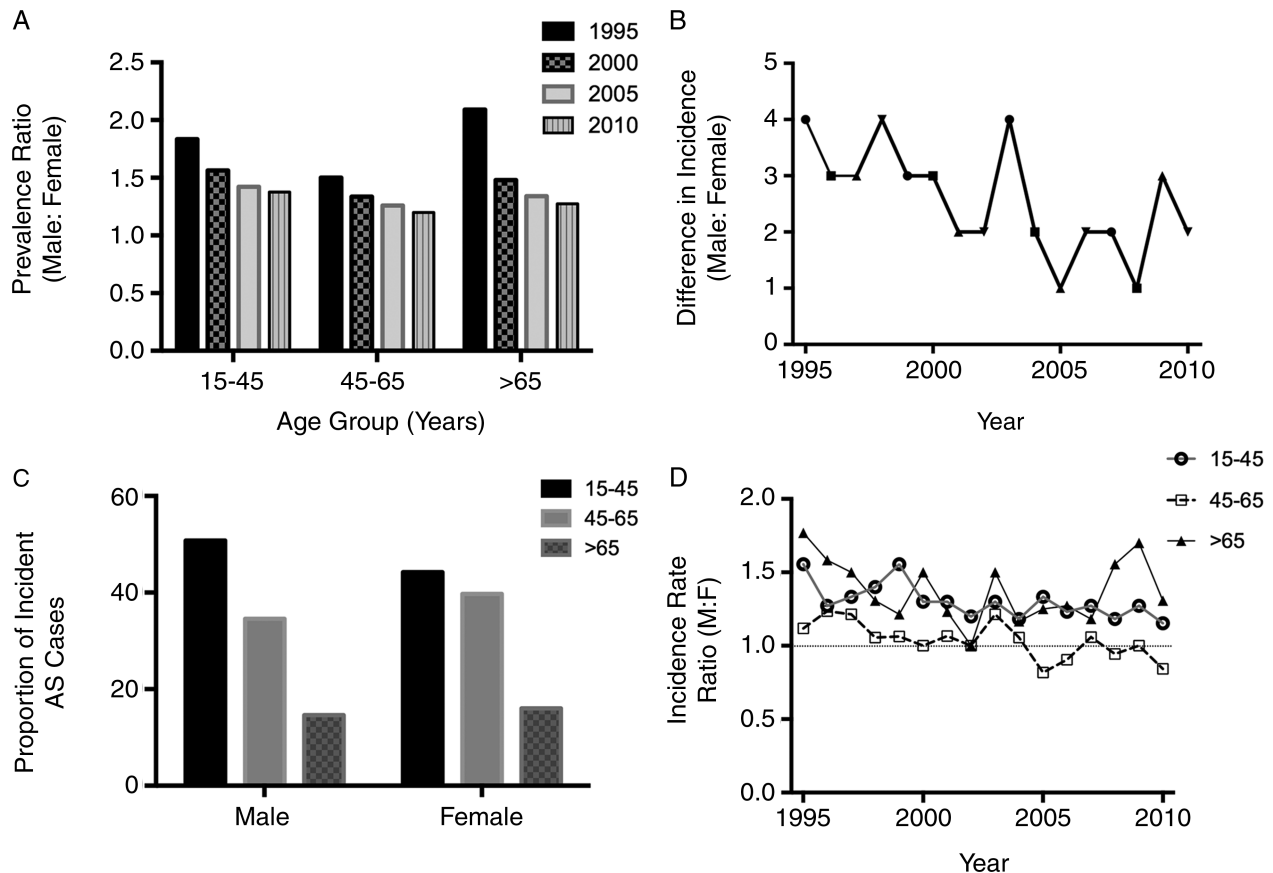 A
1995
2000
2005
2010
2.5
2.0
1.5
1.0
0.5
0.0
Prevalence Ratio
(Male: Female)
15-45
45-65
>65
Age Group (Years)
B
5
4
3
2
1
0
Difference in Incidence
(Male: Female)
1995
2000
2005
2010
Year
C
15-45
45-65
>65
60
40
20
0
Proportion of Incident
AS Cases
Male
Female
D
15-45
45-65
>65
2.0
1.5
1.0
0.5
0.0
Incidence Rate
Ratio (M:F)
1995
2000
2005
2010
Year